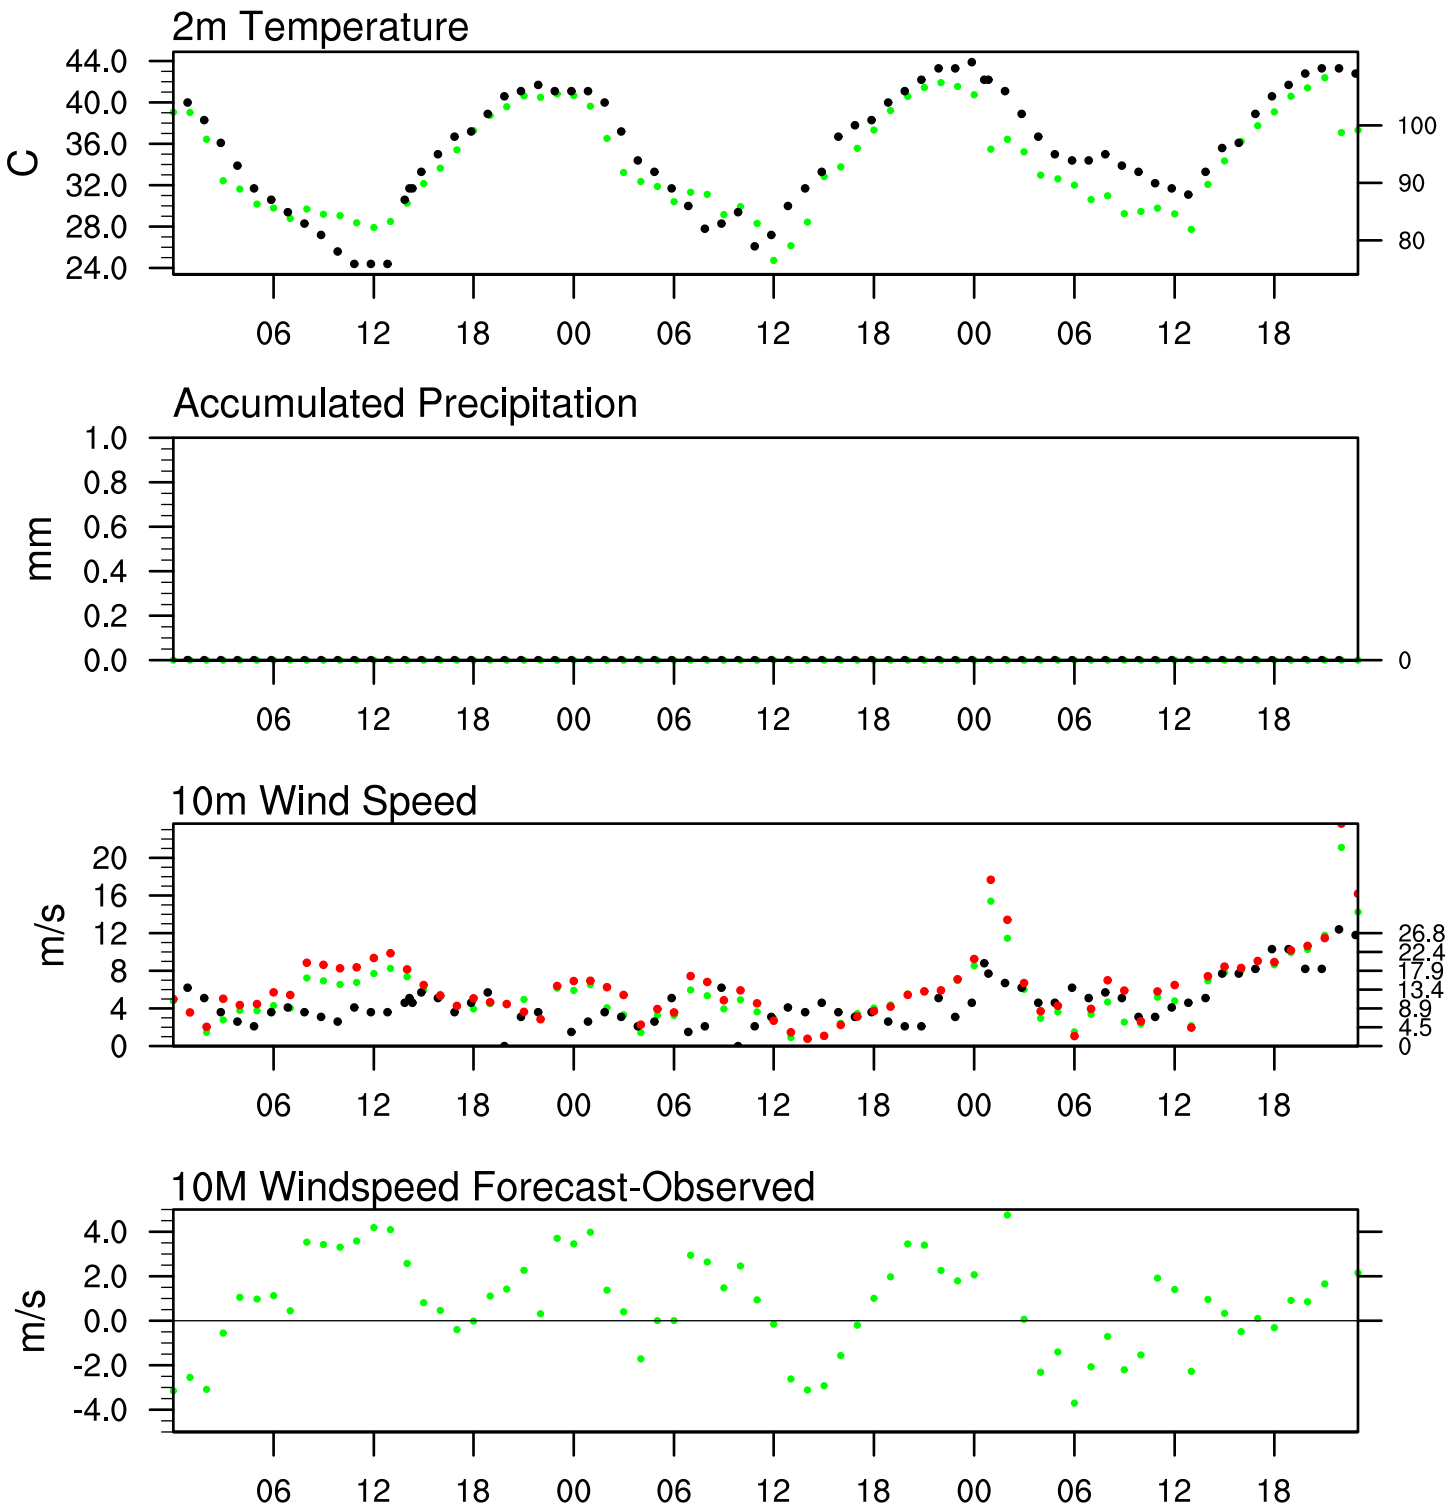 2m Temperature
44.0
40.0
36.0
32.0
28.0
24.0
C
100
90
80
06 12 18 00 06 12 18 00 06 12 18
Accumulated Precipitation
1.0
0.8
0.6
0.4
0.2
0.0
mm
0
06 12 18 00 06 12 18 00 06 12 18
10m Wind Speed
20
16
12
8
4
0
m/s
26.8
22.4
17.9
13.4
8.9
4.5
0
06 12 18 00 06 12 18 00 06 12 18
10M Windspeed Forecast-Observed
4.0
2.0
0.0
-2.0
-4.0
m/s
06 12 18 00 06 12 18 00 06 12 18